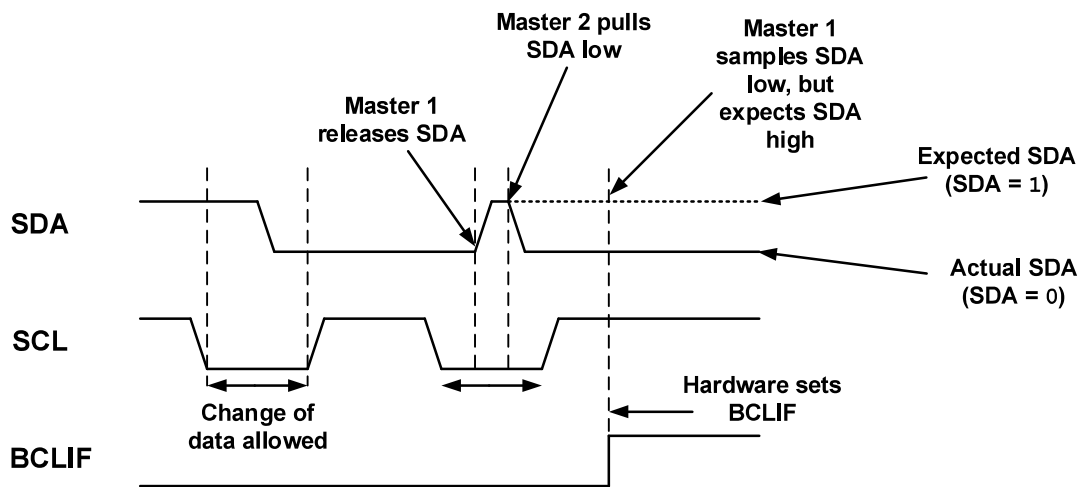 Master 2 pulls
SDA low
Master 1
samples SDA
low, but
expects SDA
high
Master 1
releases SDA
Expected SDA
(SDA = 1)
SDA
Actual SDA
(SDA = 0)
SCL
Change of
data allowed
Hardware sets
BCLIF
BCLIF